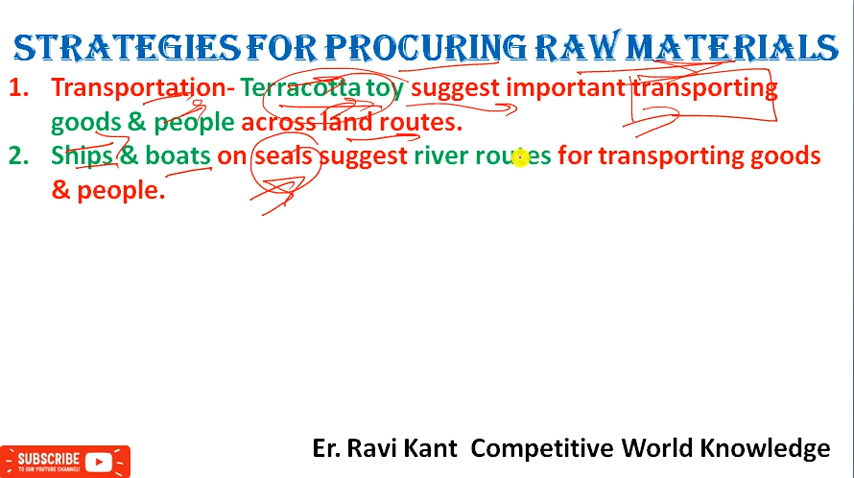 STRATEGIES FOR PROCURING RAW MATERIALS
1. Transportation- Terracotta toy suggest important transporting
goods & people across land routes.
2. Ships & boats on seals suggest river routes for transporting goods
& people.
SUBSCRIBE
TO OUR YOUTUBE CHANNEL!
Er. Ravi Kant Competitive World Knowledge